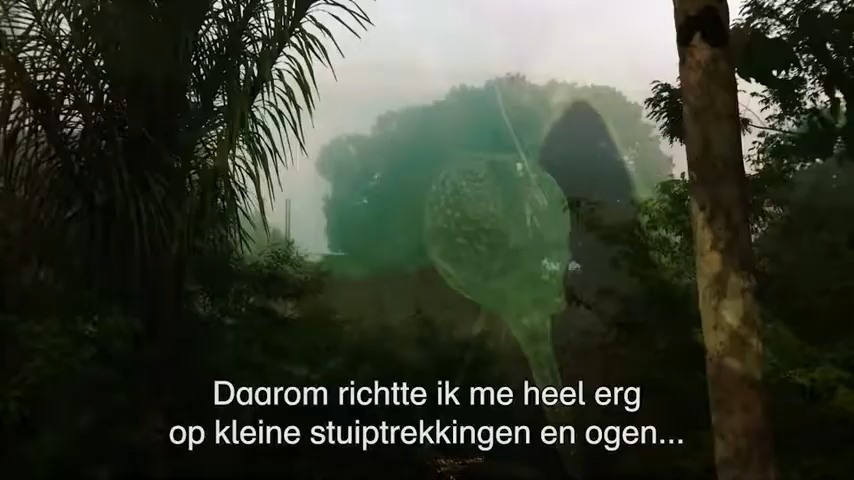 Daarom richtte ik me heel erg
op kleine stuiptrekkingen en ogen...